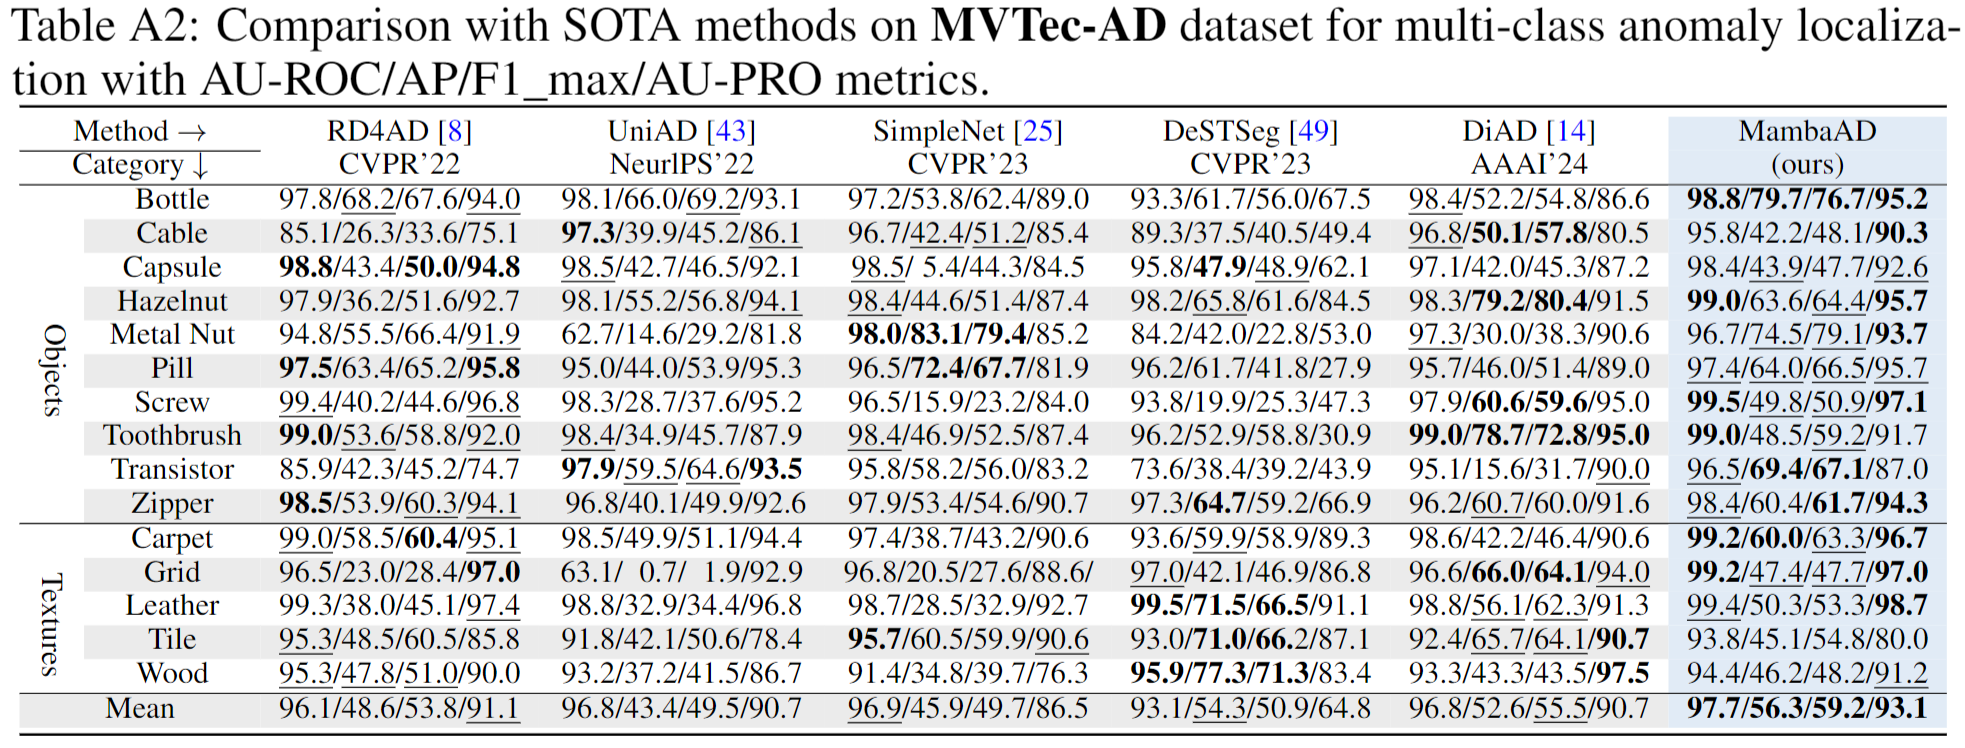 Table A2: Comparison with SOTA methods on MVTec-AD dataset for multi-class anomaly localiza-
tion with AU-ROC/AP/F1_max/AU-PRO metrics.
Method → RD4AD [8] UniAD [43] SimpleNet [25] DeSTSeg [49] DiAD [14] MambaAD
Category ↓ CVPR'22 NeurlPS'22 CVPR'23 CVPR'23 AAAI'24 (ours)
Objects
Bottle 97.8/68.2/67.6/94.0 98.1/66.0/69.2/93.1 97.2/53.8/62.4/89.0 93.3/61.7/56.0/67.5 98.4/52.2/54.8/86.6 98.8/79.7/76.7/95.2
Cable 85.1/26.3/33.6/75.1 97.3/39.9/45.2/86.1 96.7/42.4/51.2/85.4 89.3/37.5/40.5/49.4 96.8/50.1/57.8/80.5 95.8/42.2/48.1/90.3
Capsule 98.8/43.4/50.0/94.8 98.5/42.7/46.5/92.1 98.5/ 5.4/44.3/84.5 95.8/47.9/48.9/62.1 97.1/42.0/45.3/87.2 98.4/43.9/47.7/92.6
Hazelnut 97.9/36.2/51.6/92.7 98.1/55.2/56.8/94.1 98.4/44.6/51.4/87.4 98.2/65.8/61.6/84.5 98.3/79.2/80.4/91.5 99.0/63.6/64.4/95.7
Metal Nut 94.8/55.5/66.4/91.9 62.7/14.6/29.2/81.8 98.0/83.1/79.4/85.2 84.2/42.0/22.8/53.0 97.3/30.0/38.3/90.6 96.7/74.5/79.1/93.7
Pill 97.5/63.4/65.2/95.8 95.0/44.0/53.9/95.3 96.5/72.4/67.7/81.9 96.2/61.7/41.8/27.9 95.7/46.0/51.4/89.0 97.4/64.0/66.5/95.7
Screw 99.4/40.2/44.6/96.8 98.3/28.7/37.6/95.2 96.5/15.9/23.2/84.0 93.8/19.9/25.3/47.3 97.9/60.6/59.6/95.0 99.5/49.8/50.9/97.1
Toothbrush 99.0/53.6/58.8/92.0 98.4/34.9/45.7/87.9 98.4/46.9/52.5/87.4 96.2/52.9/58.8/30.9 99.0/78.7/72.8/95.0 99.0/48.5/59.2/91.7
Transistor 85.9/42.3/45.2/74.7 97.9/59.5/64.6/93.5 95.8/58.2/56.0/83.2 73.6/38.4/39.2/43.9 95.1/15.6/31.7/90.0 96.5/69.4/67.1/87.0
Zipper 98.5/53.9/60.3/94.1 96.8/40.1/49.9/92.6 97.9/53.4/54.6/90.7 97.3/64.7/59.2/66.9 96.2/60.7/60.0/91.6 98.4/60.4/61.7/94.3
Textures
Carpet 99.0/58.5/60.4/95.1 98.5/49.9/51.1/94.4 97.4/38.7/43.2/90.6 93.6/59.9/58.9/89.3 98.6/42.2/46.4/90.6 99.2/60.0/63.3/96.7
Grid 96.5/23.0/28.4/97.0 63.1/ 0.7/ 1.9/92.9 96.8/20.5/27.6/88.6/ 97.0/42.1/46.9/86.8 96.6/66.0/64.1/94.0 99.2/47.4/47.7/97.0
Leather 99.3/38.0/45.1/97.4 98.8/32.9/34.4/96.8 98.7/28.5/32.9/92.7 99.5/71.5/66.5/91.1 98.8/56.1/62.3/91.3 99.4/50.3/53.3/98.7
Tile 95.3/48.5/60.5/85.8 91.8/42.1/50.6/78.4 95.7/60.5/59.9/90.6 93.0/71.0/66.2/87.1 92.4/65.7/64.1/90.7 93.8/45.1/54.8/80.0
Wood 95.3/47.8/51.0/90.0 93.2/37.2/41.5/86.7 91.4/34.8/39.7/76.3 95.9/77.3/71.3/83.4 93.3/43.3/43.5/97.5 94.4/46.2/48.2/91.2
Mean 96.1/48.6/53.8/91.1 96.8/43.4/49.5/90.7 96.9/45.9/49.7/86.5 93.1/54.3/50.9/64.8 96.8/52.6/55.5/90.7 97.7/56.3/59.2/93.1